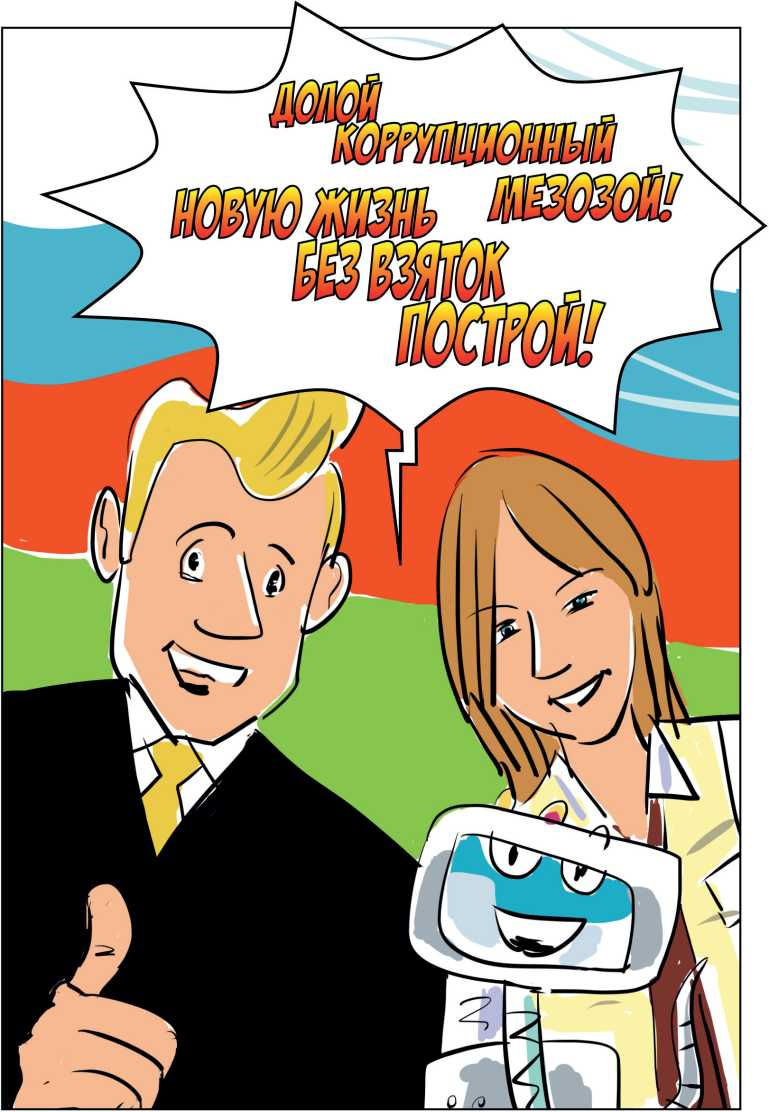 ДОЛОЙ
КОРРУПЦИОННЫЙ
МЕЗОЗОЙ!
НОВУЮ ЖИЗНЬ
БЕЗ ВЗЯТОК
ПОСТРОЙ!